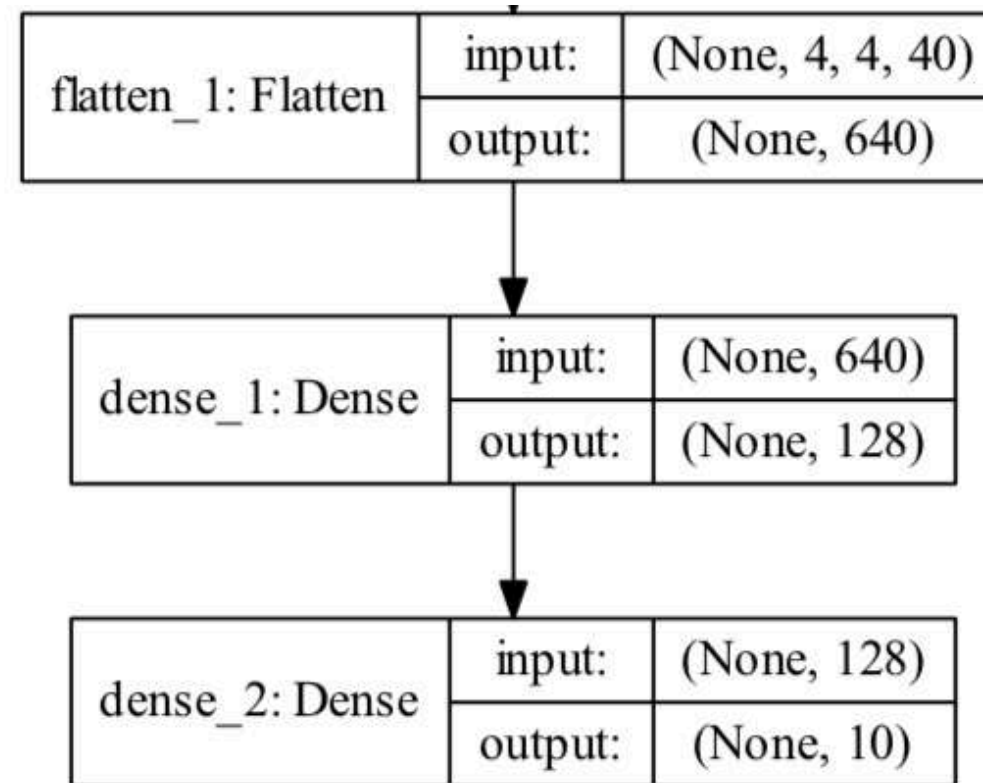 flatten_1: Flatten
input:
(None, 4, 4, 40)
output:
(None, 640)
dense_1: Dense
input:
(None, 640)
output:
(None, 128)
dense_2: Dense
input:
(None, 128)
output:
(None, 10)